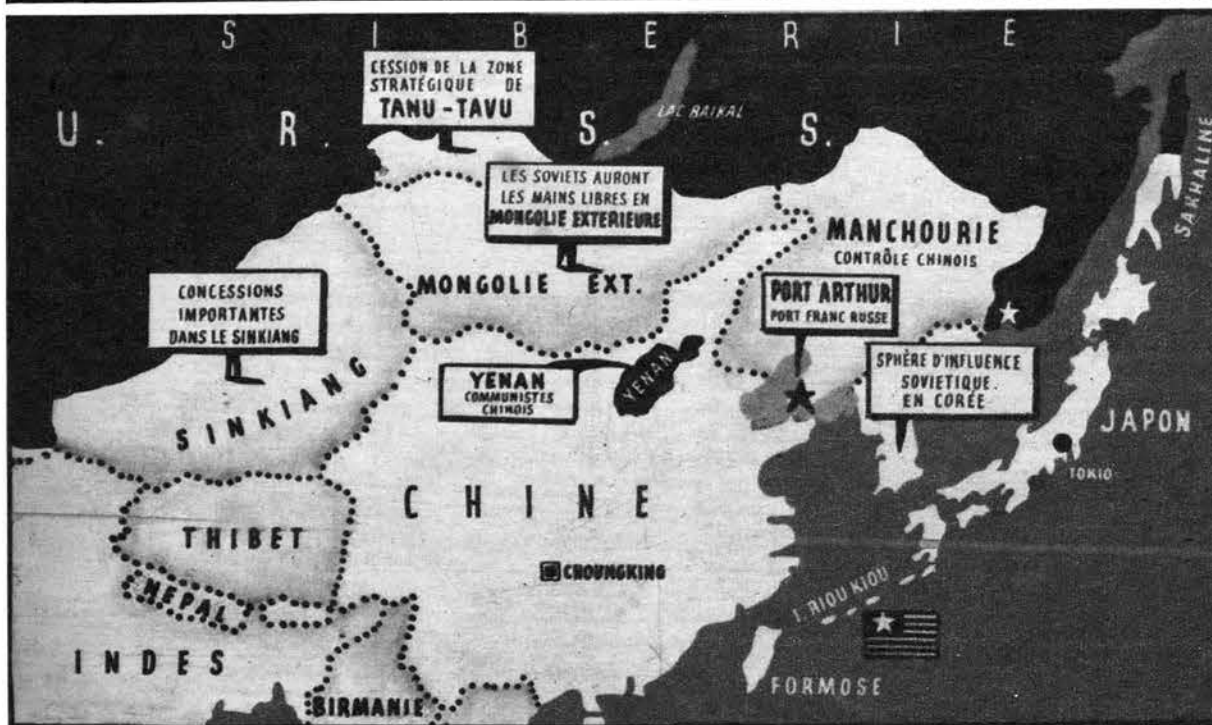 SIBERIE
CESSION DE LA ZONE
STRATÉGIQUE DE
TANU-TAVU
LAC BAIKAL
U.R.S.S.
SAKHALINE
LES SOVIETS AURONT
LES MAINS LIBRES EN
MONGOLIE EXTERIEURE
MANCHOURIE
CONTRÔLE CHINOIS
MONGOLIE EXT.
CONCESSIONS
IMPORTANTES
DANS LE SINKIANG
PORT ARTHUR
PORT FRANC RUSSE
SINKIANG
YENAN
COMMUNISTES
CHINOIS
YENAN
SPHÈRE D'INFLUENCE
SOVIETIQUE
EN CORÉE
JAPON
TOKIO
CHINE
THIBET
CHOUNGKING
NEPAL
I. RIOU KIOU
INDES
BIRMANIE
FORMOSE